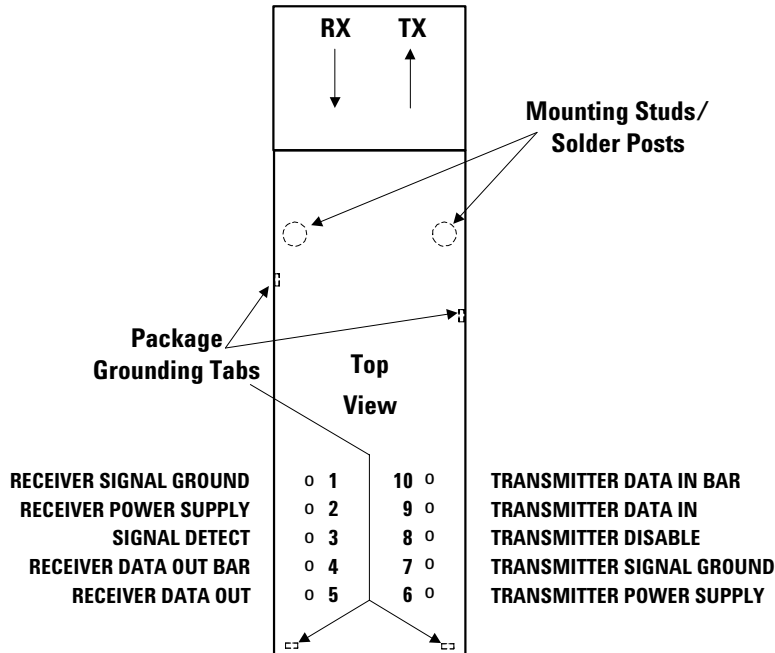 RX TX
Mounting Studs/
Solder Posts
Package
Grounding Tabs
Top
View
RECEIVER SIGNAL GROUND o 1 10 o TRANSMITTER DATA IN BAR
RECEIVER POWER SUPPLY o 2 9 o TRANSMITTER DATA IN
SIGNAL DETECT o 3 8 o TRANSMITTER DISABLE
RECEIVER DATA OUT BAR o 4 7 o TRANSMITTER SIGNAL GROUND
RECEIVER DATA OUT o 5 6 o TRANSMITTER POWER SUPPLY